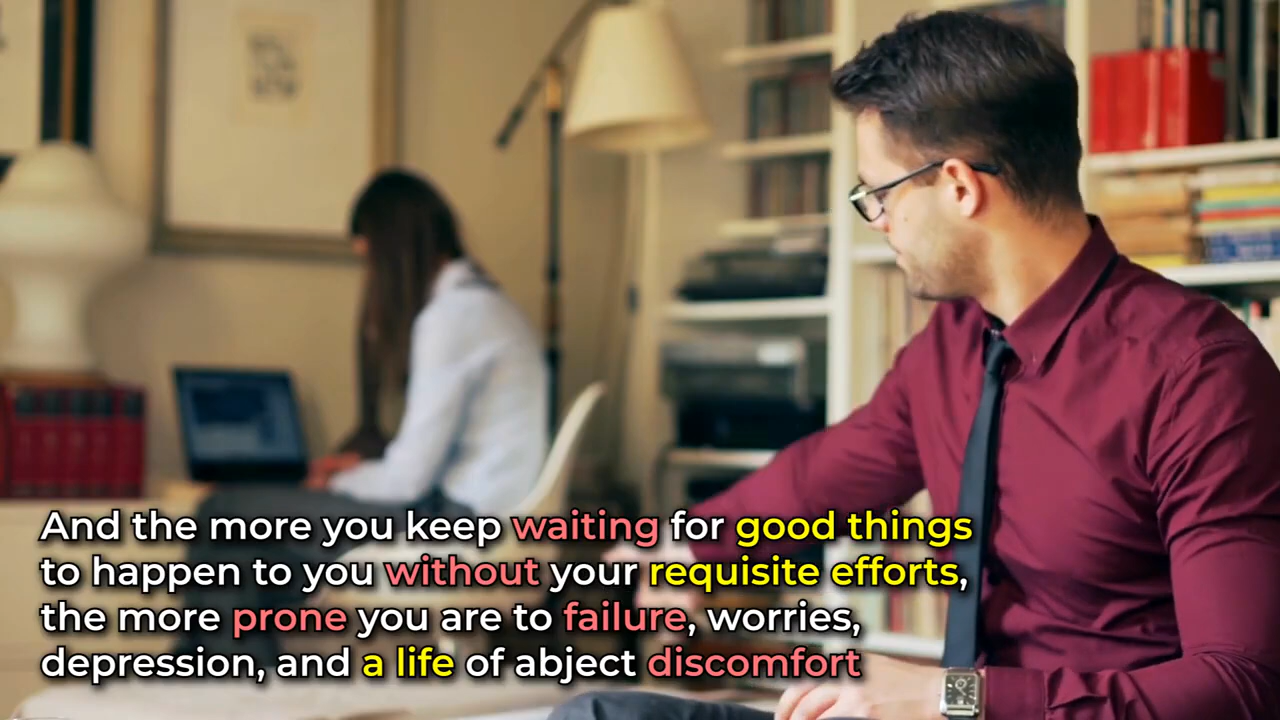 And the more you keep waiting for good things
to happen to you without your requisite efforts,
the more prone you are to failure, worries,
depression, and a life of abject discomfort